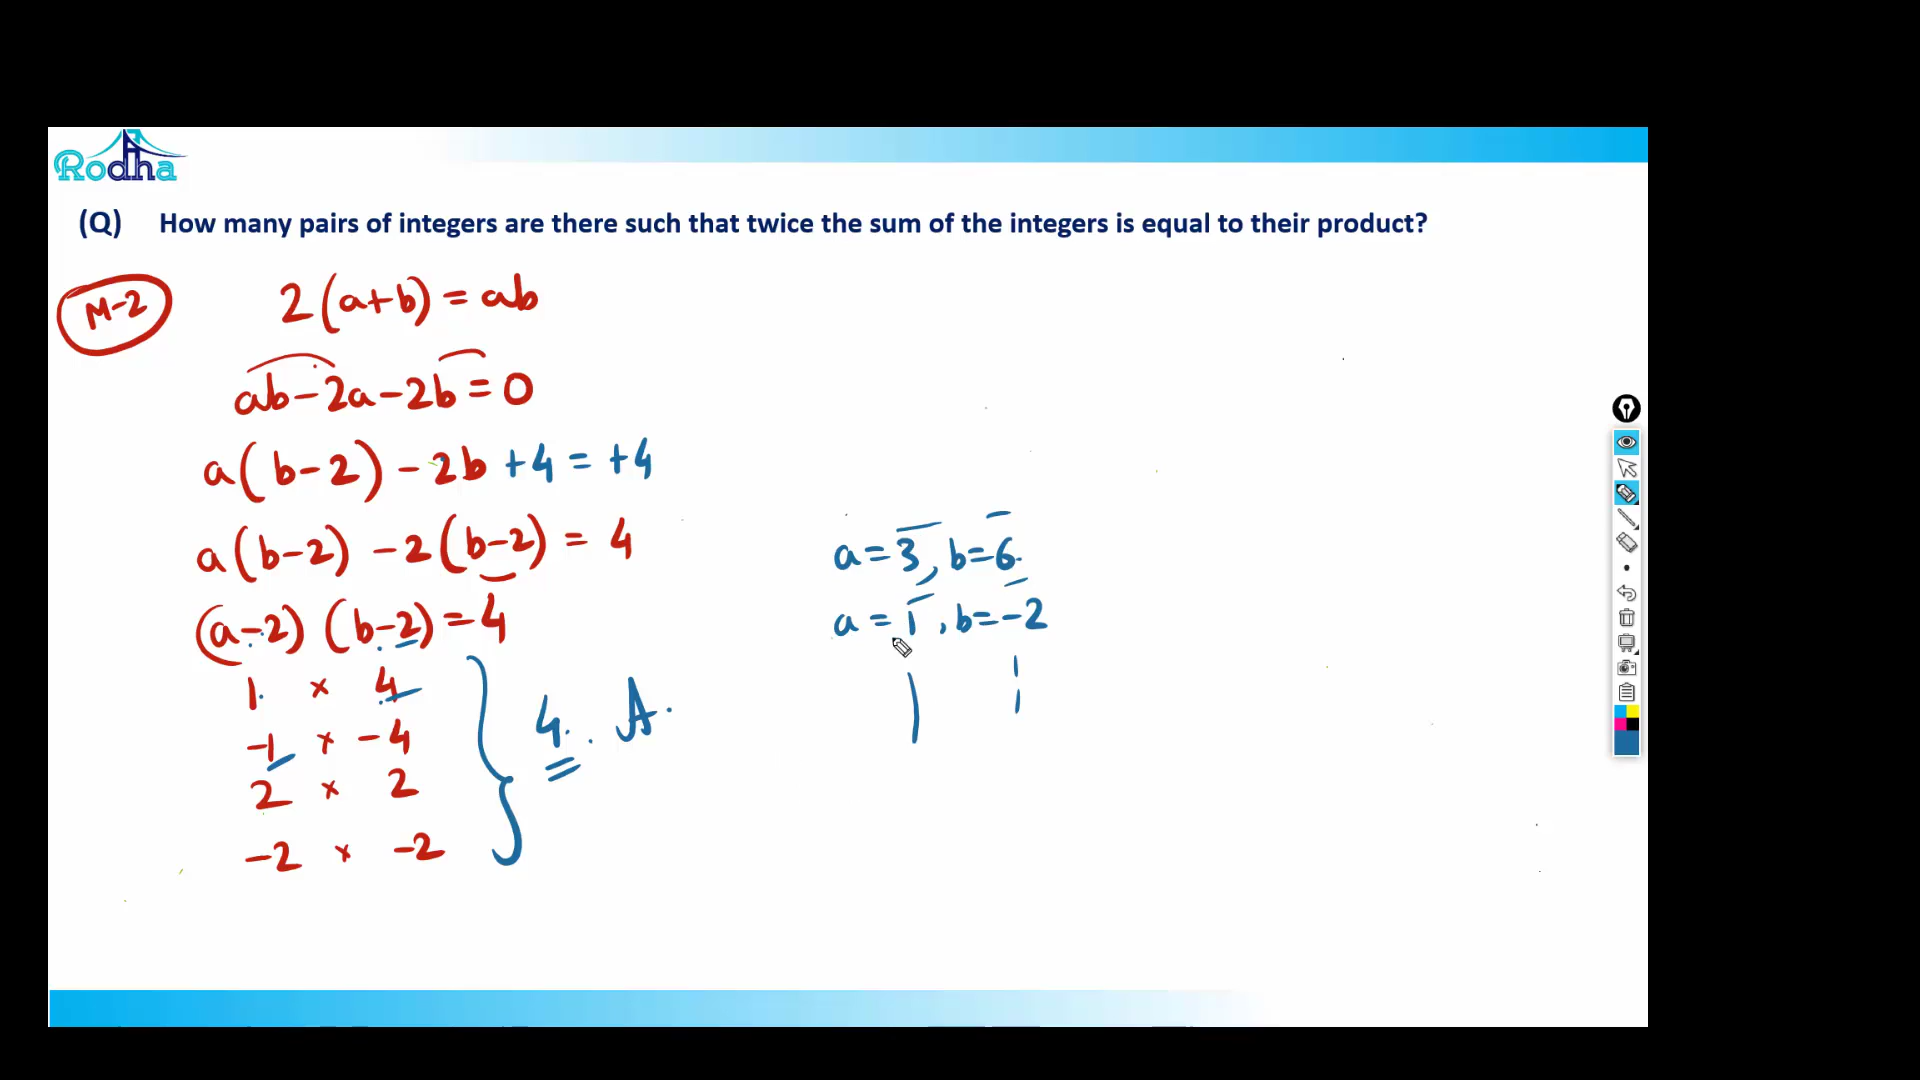 Rodha
(Q) How many pairs of integers are there such that twice the sum of the integers is equal to their product?
M-2
2(a+b) = ab
ab-2a-2b = 0
a(b-2) -2b +4 = +4
a(b-2) -2(b-2) = 4
(a-2) (b-2) = 4
1 × 4
-1 × -4
2 × 2
-2 × -2
4. A.
a=3, b=6
a=1, b=-2